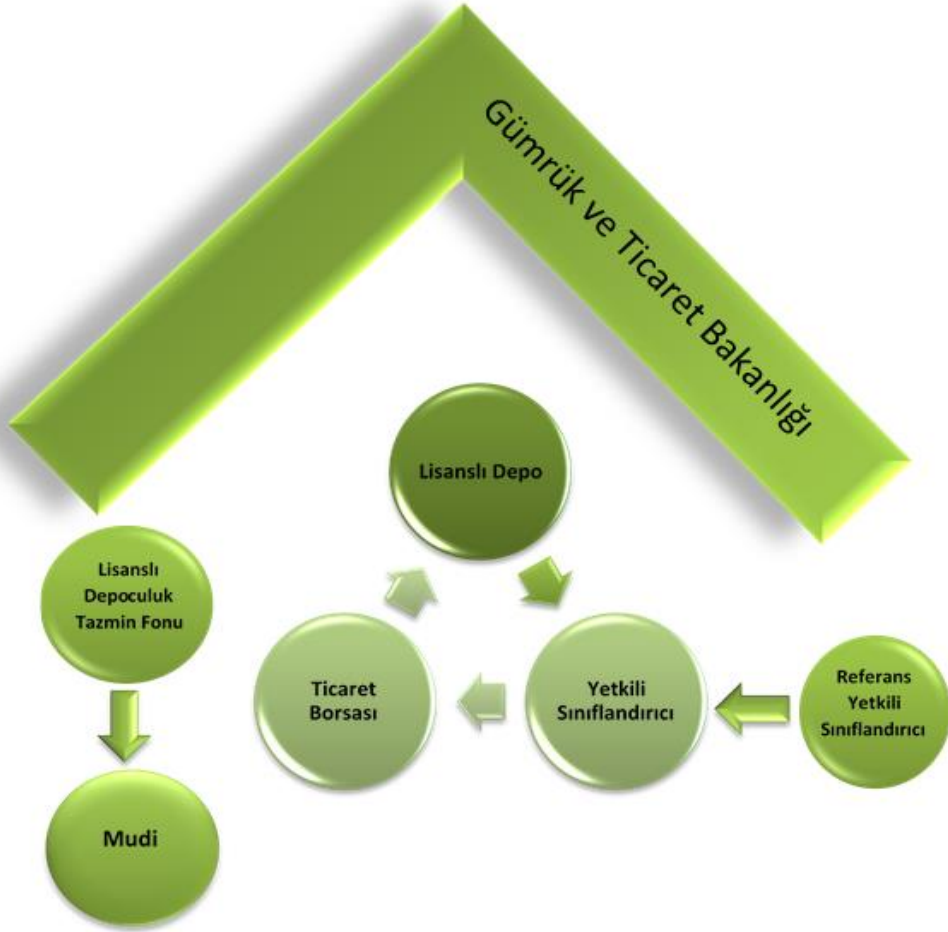 Gümrük ve Ticaret Bakanlığı
Lisanslı Depo
Lisanslı
Depoculuk
Tazmin Fonu
Ticaret
Borsası
Yetkili
Sınıflandırıcı
Referans
Yetkili
Sınıflandırıcı
Mudi